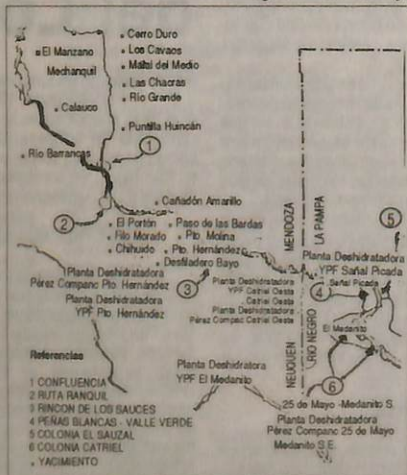 Cerro Duro
El Manzano
Los Cavaos
Mechanquil
Malal del Medio
Las Chacras
Río Grande
Calauco
Puntilla Huincán
1
Río Barrancas
Cañadón Amarillo
MENDOZA
LA PAMPA
5
2
El Portón
Paso de las Bardas
Filo Morado
Pto. Molina
Chihuido
Pto. Hernández
Desfiladero Bayo
3
Planta Deshidratadora
YPF Señal Picada
Señal Picada
4
Planta Deshidratadora
Pérez Companc Pto. Hernández
Planta Deshidratadora
YPF Pto. Hernández
Planta Deshidratadora
YPF Catriel Oeste
Catriel Oeste
Planta Deshidratadora
Pérez Compac Catriel Oeste
El Medanito
NEUQUEN
RIO NEGRO
6
Planta Deshidratora
YPF El Medanito
25 de Mayo -Medanito S.
Planta Deshidratadora
Pérez Companc 25 de Mayo
Medanito S.E.
Referencias
1 CONFLUENCIA
2 RUTA RANQUIL
3 RINCON DE LOS SAUCES
4 PEÑAS BLANCAS - VALLE VERDE
5 COLONIA EL SAUZAL
6 COLONIA CATRIEL
. YACIMIENTO